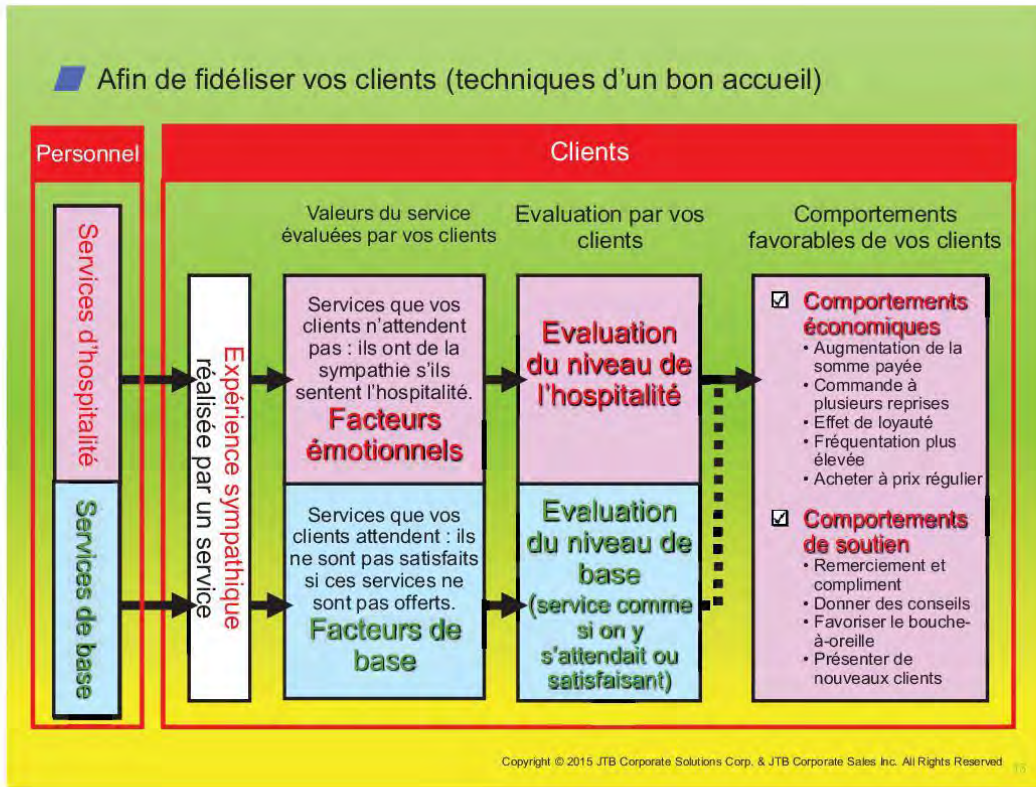 Afin de fidéliser vos clients (techniques d'un bon accueil)
Personnel
Clients
Services d'hospitalité
Services de base
Expérience sympathique
réalisée par un service
Valeurs du service
évaluées par vos clients
Services que vos
clients n'attendent
pas : ils ont de la
sympathie s'ils
sentent l'hospitalité.
Facteurs
émotionnels
Services que vos
clients attendent : ils
ne sont pas satisfaits
si ces services ne
sont pas offerts.
Facteurs de
base
Evaluation par vos
clients
Evaluation
du niveau de
l'hospitalité
Evaluation
du niveau de
base
(service comme
si on y
s'attendait ou
satisfaisant)
Comportements
favorables de vos clients
Comportements
économiques
• Augmentation de la
somme payée
• Commande à
plusieurs reprises
• Effet de loyauté
• Fréquentation plus
élevée
• Acheter à prix régulier
Comportements
de soutien
• Remerciement et
compliment
• Donner des conseils
• Favoriser le bouche-
à-oreille
• Présenter de
nouveaux clients
Copyright © 2015 JTB Corporate Solutions Corp. & JTB Corporate Sales Inc. All Rights Reserved